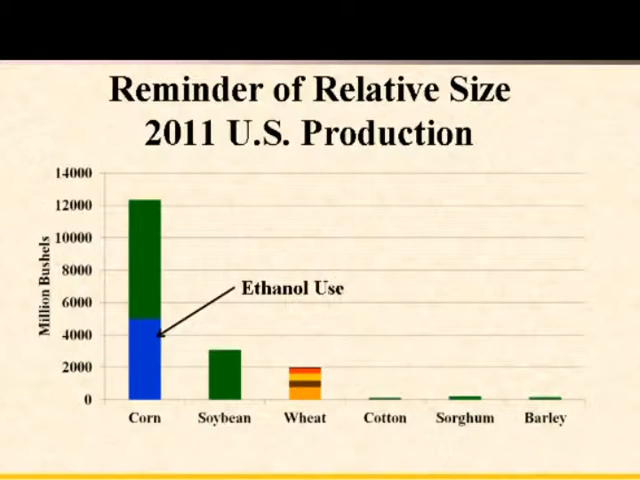 Reminder of Relative Size
2011 U.S. Production
Million Bushels
14000
12000
10000
8000
6000
4000
2000
0
Ethanol Use
Corn Soybean Wheat Cotton Sorghum Barley